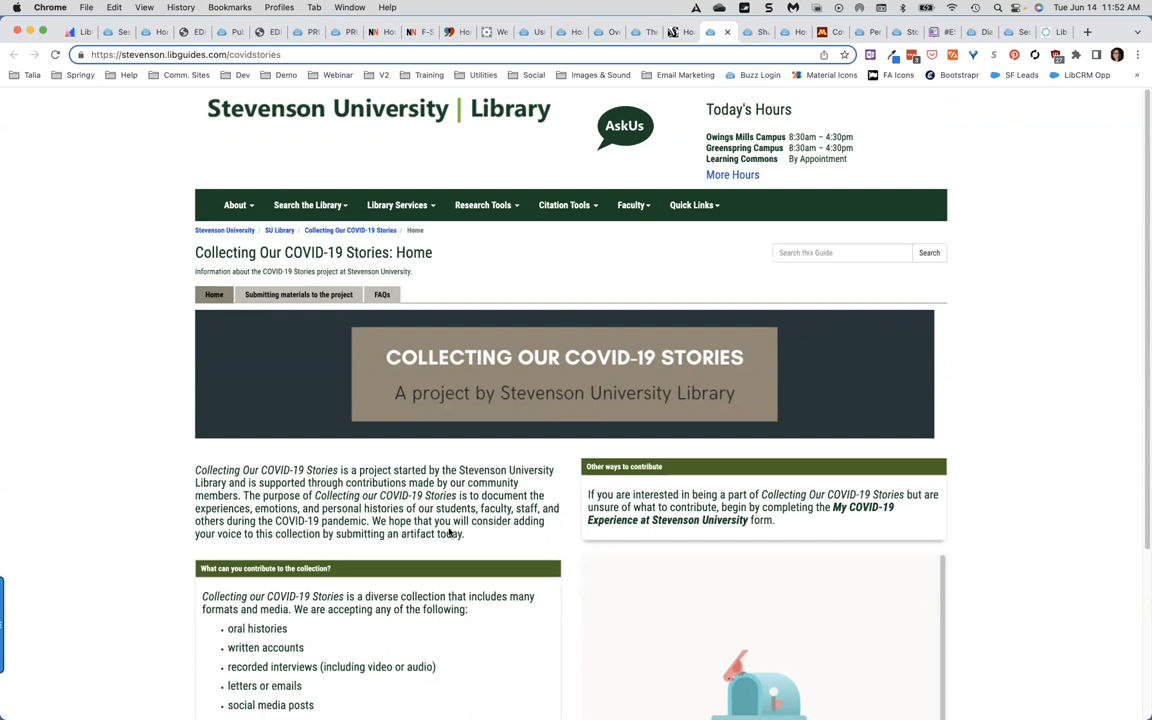 Chrome File Edit View History Bookmarks Profiles Tab Window Help Tue Jun 14 11:52 AM
https://stevenson.libguides.com/covidstories
Talia Springy Help Comm. Sites Dev Demo Webinar V2 Training Utilities Social Images & Sound Email Marketing Buzz Login Material Icons FA Icons Bootstrapr SF Leads LibCRM Opp »
Stevenson University | Library
AskUs
Today's Hours
Owings Mills Campus 8:30am – 4:30pm
Greenspring Campus 8:30am – 4:30pm
Learning Commons By Appointment
More Hours
About Search the Library Library Services Research Tools Citation Tools Faculty Quick Links
Stevenson University / SU Library / Collecting Our COVID-19 Stories / Home
Collecting Our COVID-19 Stories: Home
Search this Guide Search
Information about the COVID-19 Stories project at Stevenson University.
Home Submitting materials to the project FAQs
COLLECTING OUR COVID-19 STORIES
A project by Stevenson University Library
Collecting Our COVID-19 Stories is a project started by the Stevenson University
Library and is supported through contributions made by our community
members. The purpose of Collecting our COVID-19 Stories is to document the
experiences, emotions, and personal histories of our students, faculty, staff, and
others during the COVID-19 pandemic. We hope that you will consider adding
your voice to this collection by submitting an artifact today.
Other ways to contribute
If you are interested in being a part of Collecting Our COVID-19 Stories but are
unsure of what to contribute, begin by completing the My COVID-19
Experience at Stevenson University form.
What can you contribute to the collection?
Collecting our COVID-19 Stories is a diverse collection that includes many
formats and media. We are accepting any of the following:
• oral histories
• written accounts
• recorded interviews (including video or audio)
• letters or emails
• social media posts